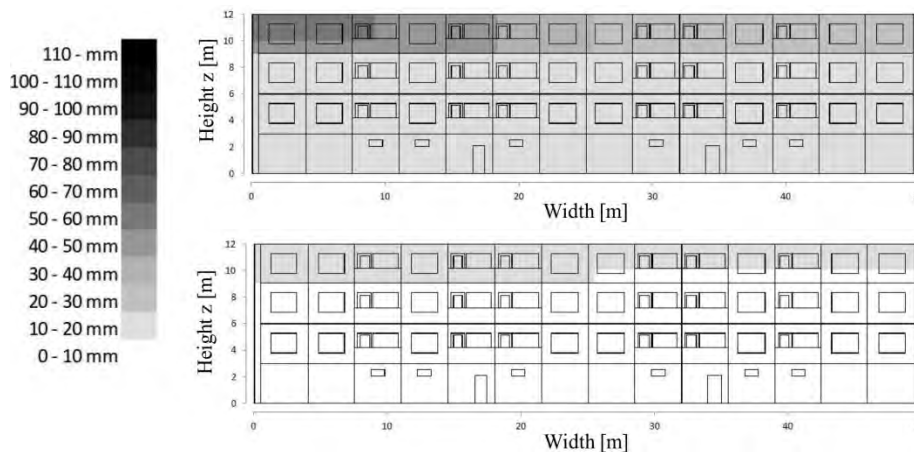 110 - mm
100 - 110 mm
90 - 100 mm
80 - 90 mm
70 - 80 mm
60 - 70 mm
50 - 60 mm
40 - 50 mm
30 - 40 mm
20 - 30 mm
10 - 20 mm
0 - 10 mm
Height z [m]
12
10
8
6
4
2
0
0 10 20 30 40
Width [m]
Height z [m]
12
10
8
6
4
2
0
0 10 20 30 40
Width [m]